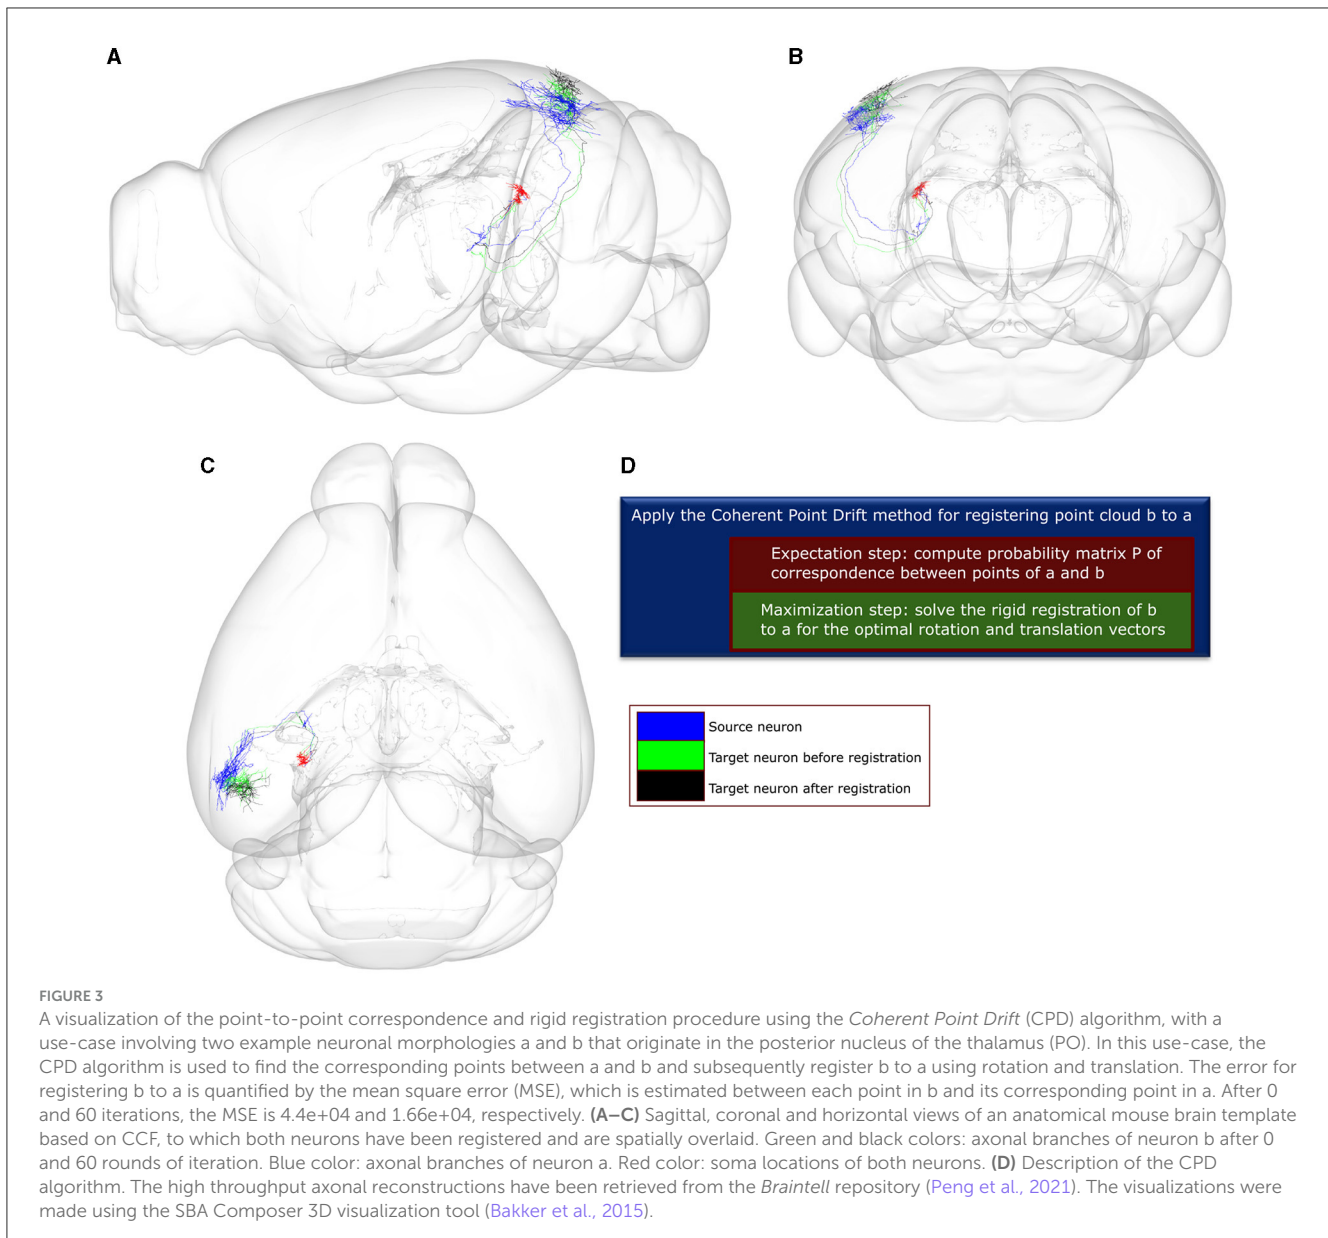 A
B
C
D
Apply the Coherent Point Drift method for registering point cloud b to a
Expectation step: compute probability matrix P of
correspondence between points of a and b
Maximization step: solve the rigid registration of b
to a for the optimal rotation and translation vectors
Source neuron
Target neuron before registration
Target neuron after registration
FIGURE 3
A visualization of the point-to-point correspondence and rigid registration procedure using the Coherent Point Drift (CPD) algorithm, with a
use-case involving two example neuronal morphologies a and b that originate in the posterior nucleus of the thalamus (PO). In this use-case, the
CPD algorithm is used to find the corresponding points between a and b and subsequently register b to a using rotation and translation. The error for
registering b to a is quantified by the mean square error (MSE), which is estimated between each point in b and its corresponding point in a. After 0
and 60 iterations, the MSE is 4.4e+04 and 1.66e+04, respectively. (A–C) Sagittal, coronal and horizontal views of an anatomical mouse brain template
based on CCF, to which both neurons have been registered and are spatially overlaid. Green and black colors: axonal branches of neuron b after 0
and 60 rounds of iteration. Blue color: axonal branches of neuron a. Red color: soma locations of both neurons. (D) Description of the CPD
algorithm. The high throughput axonal reconstructions have been retrieved from the Braintell repository (Peng et al., 2021). The visualizations were
made using the SBA Composer 3D visualization tool (Bakker et al., 2015).